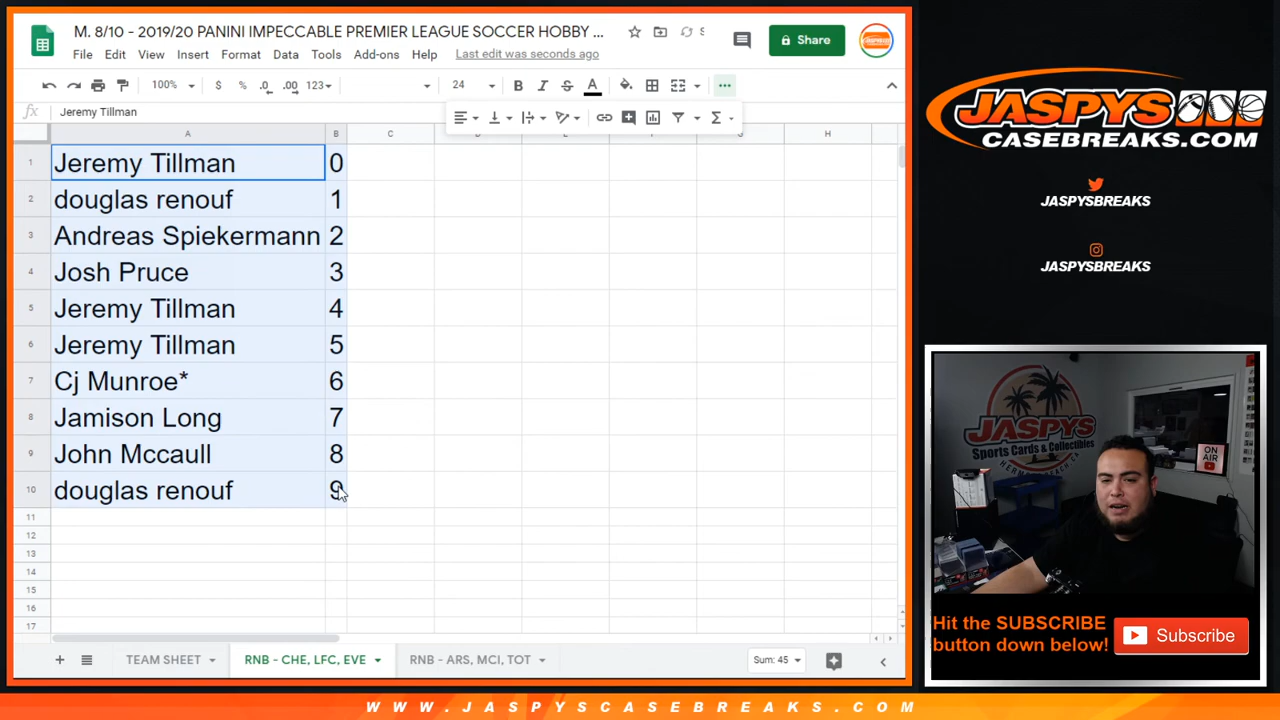 M. 8/10 - 2019/20 PANINI IMPECCABLE PREMIER LEAGUE SOCCER HOBBY ...
S
Share
File Edit View Insert Format Data Tools Add-ons Help Last edit was seconds ago
100% $ % .0 .00 123 24 B I S A
fx Jeremy Tillman
A B C D E F G H
1 Jeremy Tillman 0
2 douglas renouf 1
3 Andreas Spiekermann 2
4 Josh Pruce 3
5 Jeremy Tillman 4
6 Jeremy Tillman 5
7 Cj Munroe* 6
8 Jamison Long 7
9 John Mccaull 8
10 douglas renouf 9
11
12
13
14
15
16
17
TEAM SHEET RNB - CHE, LFC, EVE RNB - ARS, MCI, TOT Sum: 45
JASPYS
CASEBREAKS.COM
JASPYSBREAKS
JASPYSBREAKS
JASPYS
Sports Cards & Collectibles
ON AIR
Hit the SUBSCRIBE
button down below!
Subscribe
WWW.JASPYSCASEBREAKS.COM